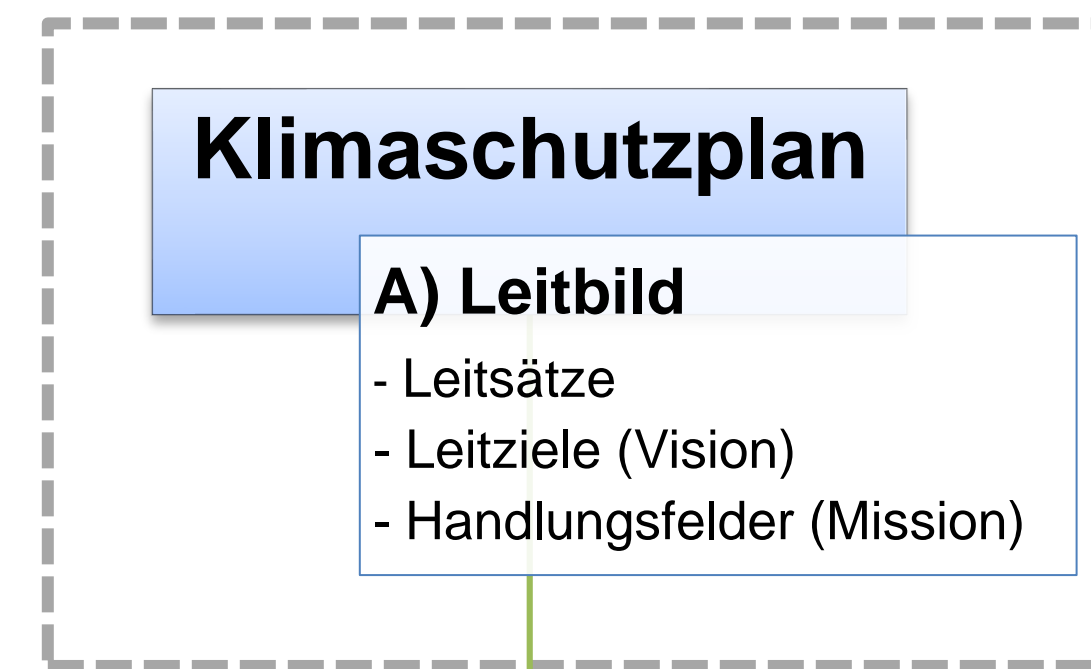 Klimaschutzplan
A) Leitbild
- Leitsätze
- Leitziele (Vision)
- Handlungsfelder (Mission)